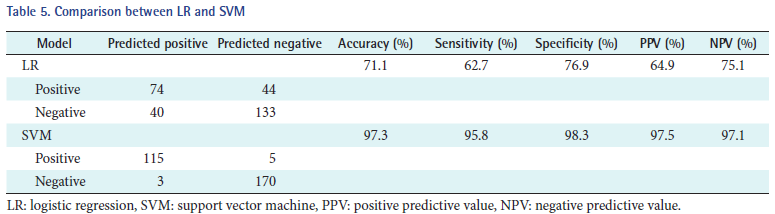 Table 5. Comparison between LR and SVM
Model Predicted positive Predicted negative Accuracy (%) Sensitivity (%) Specificity (%) PPV (%) NPV (%)
LR 71.1 62.7 76.9 64.9 75.1
Positive 74 44
Negative 40 133
SVM 97.3 95.8 98.3 97.5 97.1
Positive 115 5
Negative 3 170
LR: logistic regression, SVM: support vector machine, PPV: positive predictive value, NPV: negative predictive value.